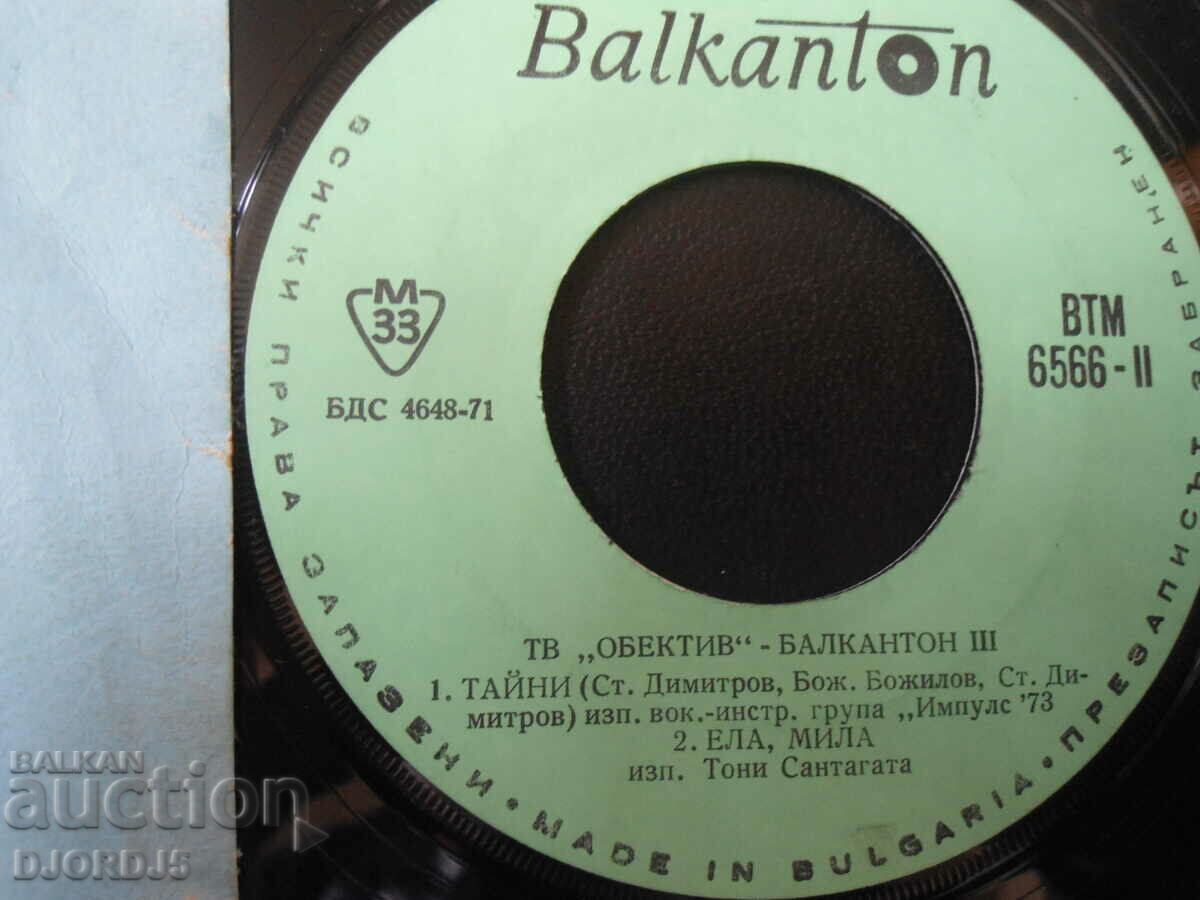 Balkanton
ВСИЧКИ ПРАВА ЗАПАЗЕНИ • MADE IN BULGARIA • ПРЕЗАПИСЪТ ЗАБРАНЕН
М
33
БДС 4648-71
ВТМ
6566-II
ТВ „ОБЕКТИВ“ - БАЛКАНТОН III
1. ТАЙНИ (Ст. Димитров, Бож. Божилов, Ст. Ди-
митров) изп. вок.-инстр. група „Импулс '73
2. ЕЛА, МИЛА
изп. Тони Сантагата
BALKAN
auction
DJORDJ5